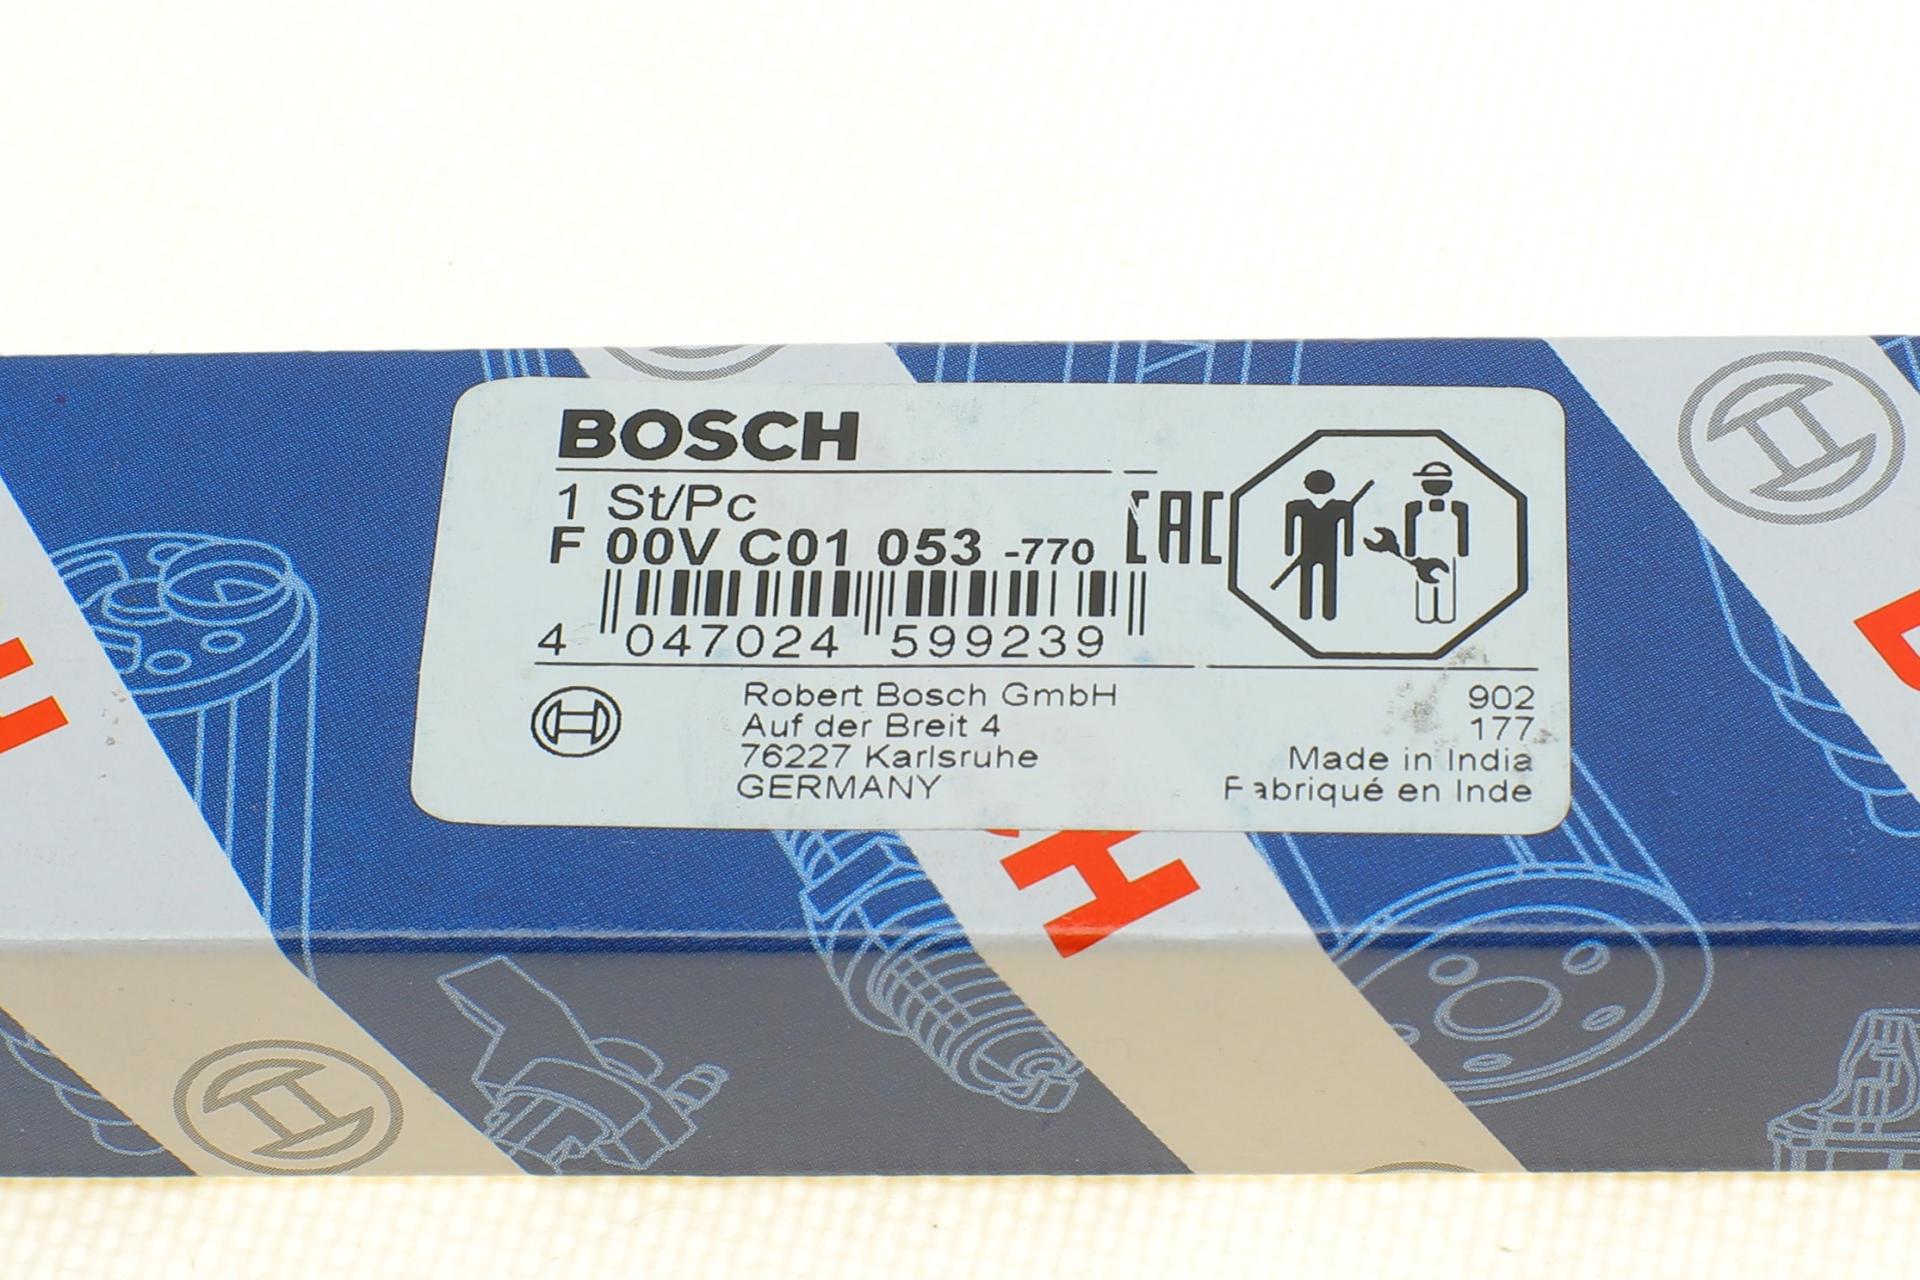 BOSCH
1 St/Pc
F 00V C01 053 -770
EAC
4 047024 599239
Robert Bosch GmbH
Auf der Breit 4
76227 Karlsruhe
GERMANY
902
177
Made in India
Fabriqué en Inde
H
H